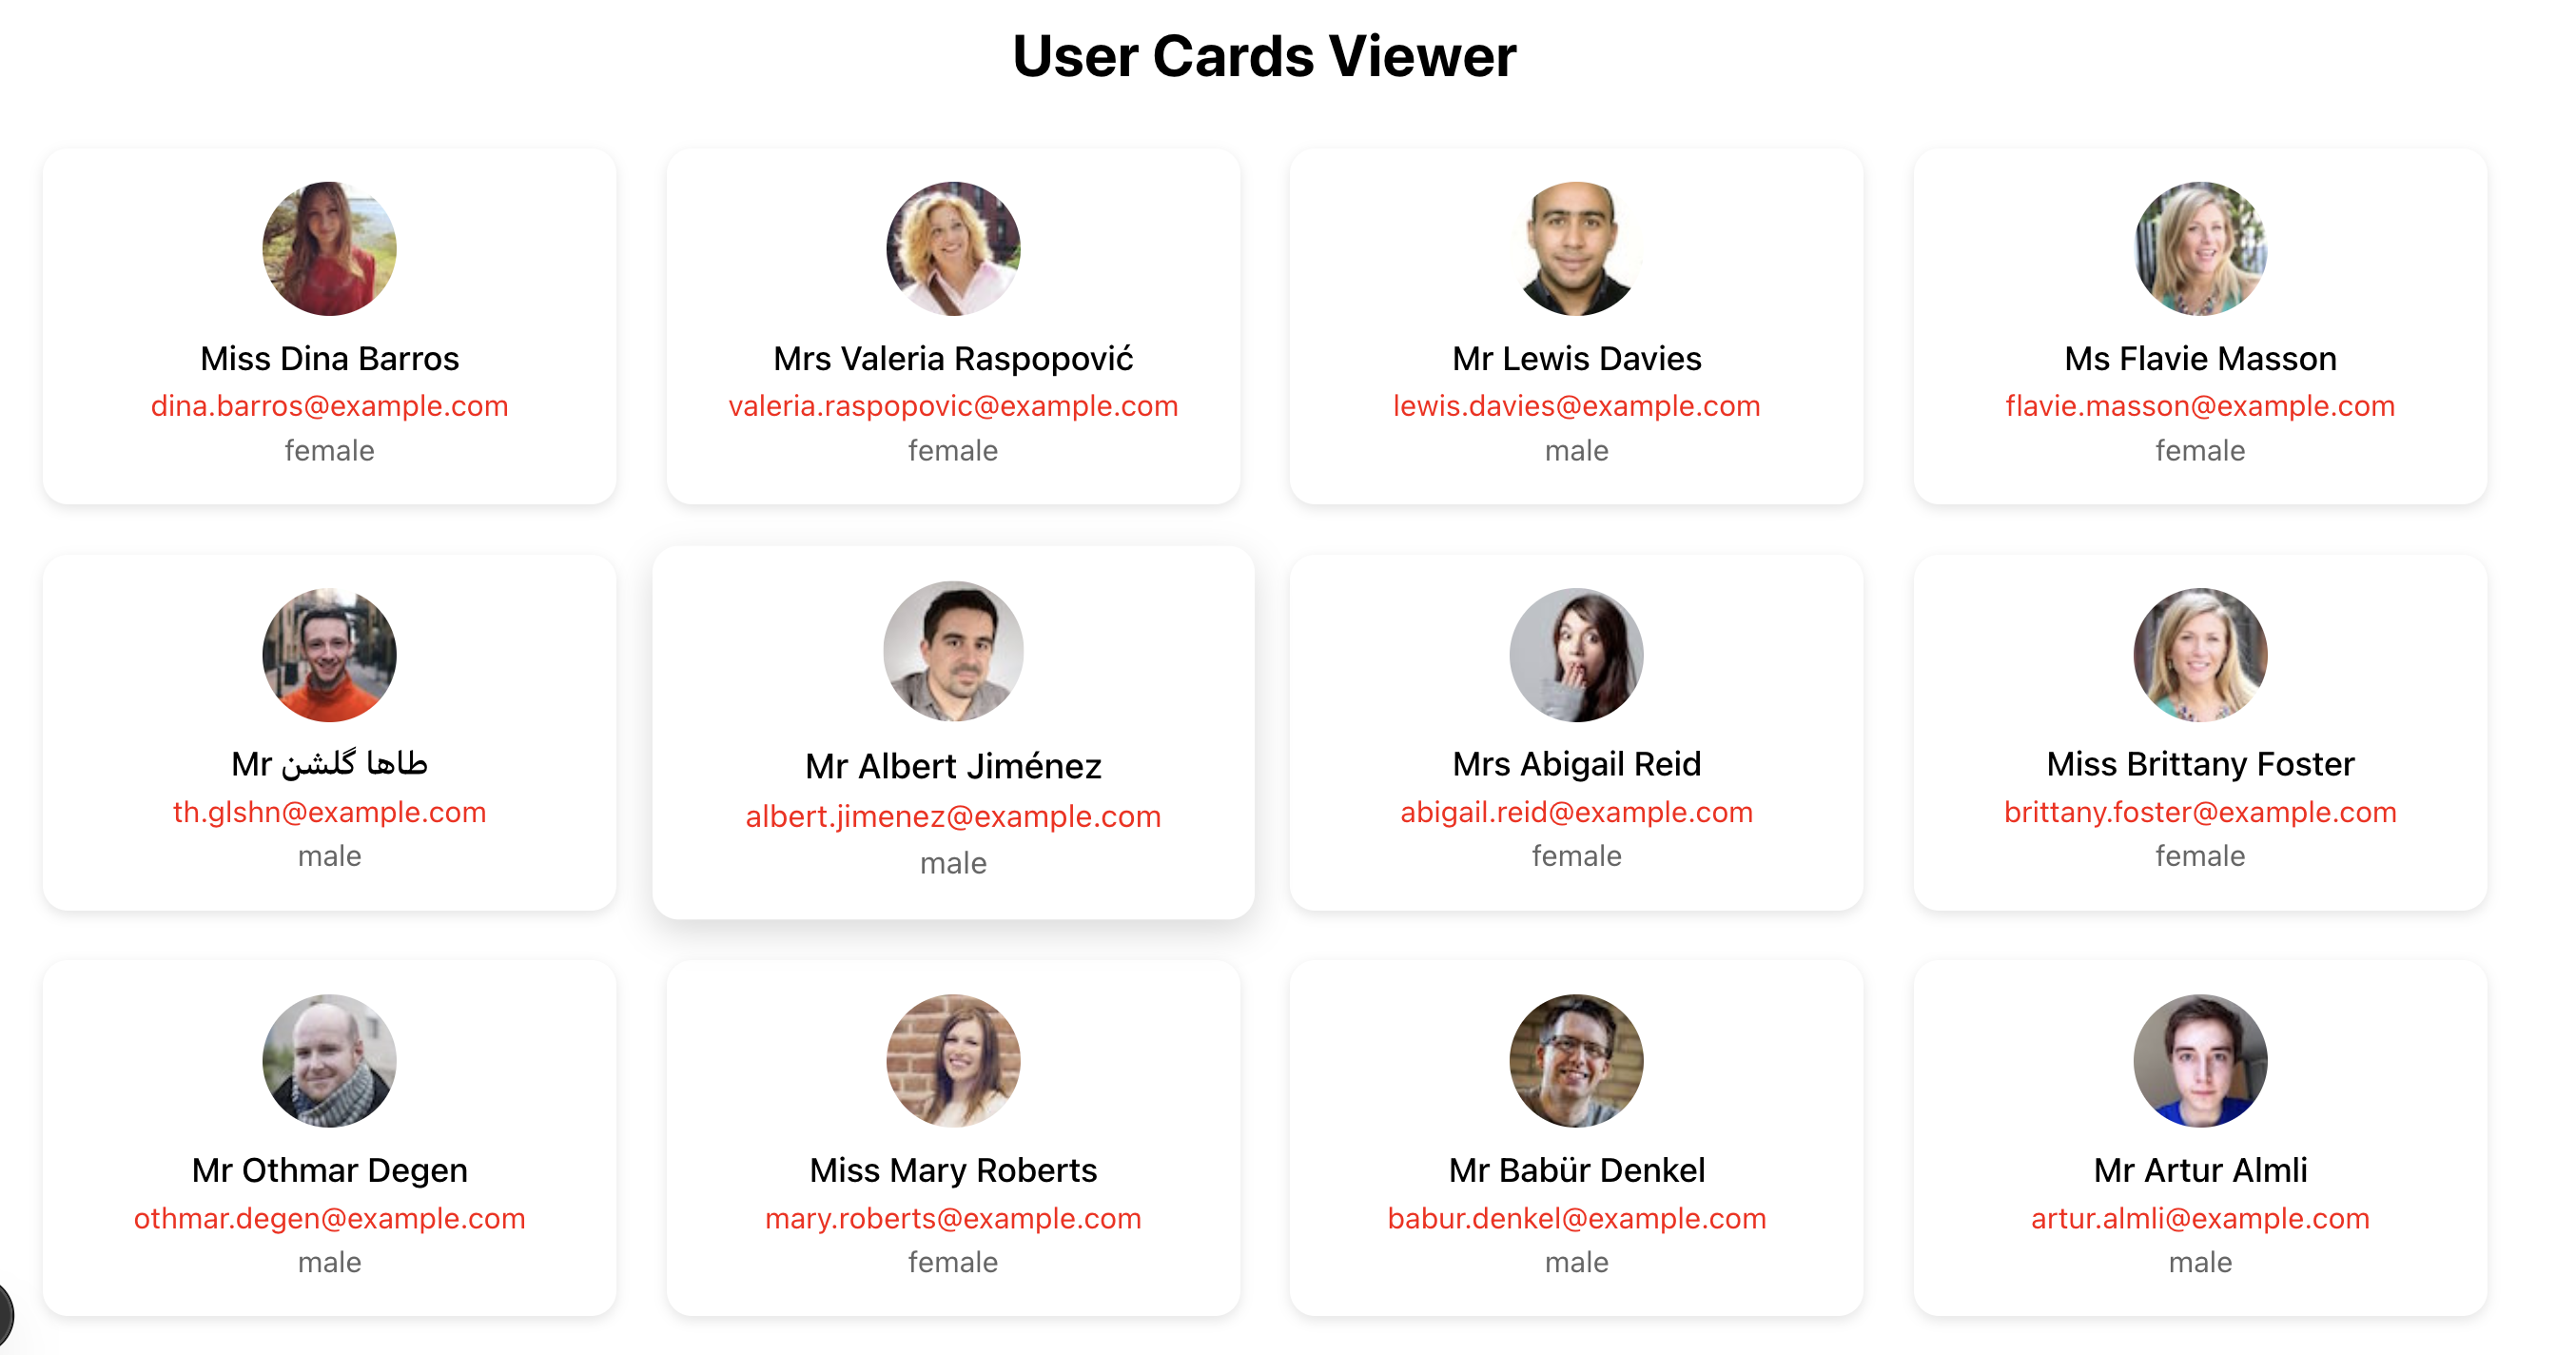 User Cards Viewer
Miss Dina Barros
dina.barros@example.com
female
Mrs Valeria Raspopović
valeria.raspopovic@example.com
female
Mr Lewis Davies
lewis.davies@example.com
male
Ms Flavie Masson
flavie.masson@example.com
female
Mr طاها گلشن
th.glshn@example.com
male
Mr Albert Jiménez
albert.jimenez@example.com
male
Mrs Abigail Reid
abigail.reid@example.com
female
Miss Brittany Foster
brittany.foster@example.com
female
Mr Othmar Degen
othmar.degen@example.com
male
Miss Mary Roberts
mary.roberts@example.com
female
Mr Babür Denkel
babur.denkel@example.com
male
Mr Artur Almli
artur.almli@example.com
male